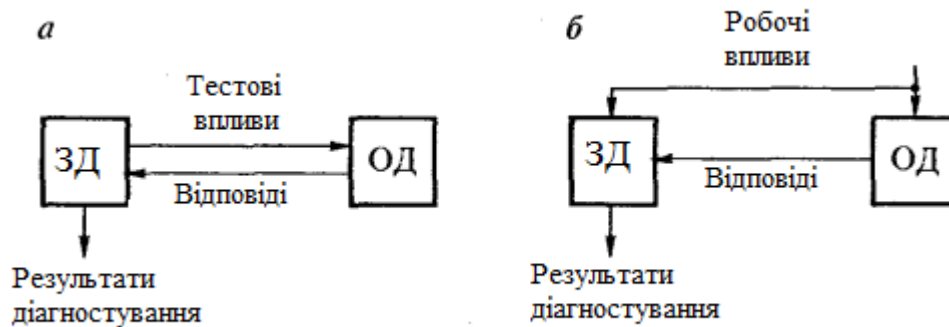 а
Тестові
впливи
ЗД
ОД
Відповіді
Результати
діагностування
б
Робочі
впливи
ЗД
ОД
Відповіді
Результати
діагностування